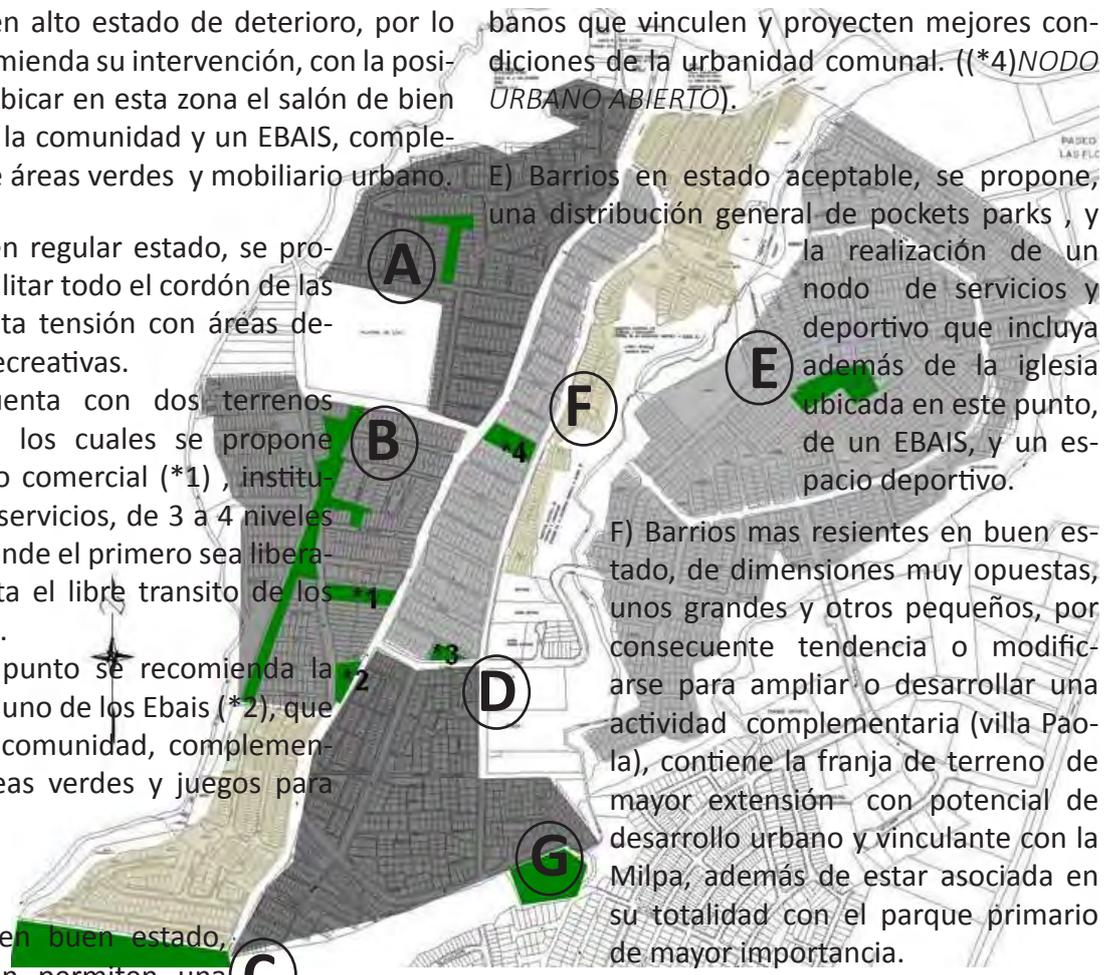 en alto estado de deterioro, por lo
mienda su intervención, con la posi-
bicar en esta zona el salón de bien
la comunidad y un EBAIS, comple-
e áreas verdes y mobiliario urbano.
en regular estado, se pro-
litar todo el cordón de las
ta tensión con áreas de-
ecreativas.
uenta con dos terrenos
los cuales se propone
o comercial (*1) , institu-
servicios, de 3 a 4 niveles
nde el primero sea libera-
ta el libre transito de los
.
punto se recomienda la
uno de los Ebais (*2), que
comunidad, complemen-
eas verdes y juegos para
en buen estado,
n permiten una
banos que vinculen y proyecten mejores con-
diciones de la urbanidad comunal. ((*4)NODO
URBANO ABIERTO).
E) Barrios en estado aceptable, se propone,
una distribución general de pockets parks , y
la realización de un
nodo de servicios y
deportivo que incluya
además de la iglesia
ubicada en este punto,
de un EBAIS, y un es-
pacio deportivo.
F) Barrios mas resientes en buen es-
tado, de dimensiones muy opuestas,
unos grandes y otros pequeños, por
consecuente tendencia o modific-
arse para ampliar o desarrollar una
actividad complementaria (villa Pao-
la), contiene la franja de terreno de
mayor extensión con potencial de
desarrollo urbano y vinculante con la
Milpa, además de estar asociada en
su totalidad con el parque primario
de mayor importancia.
A
B
F
E
*4
*1
*3
*2
D
G
C
PASEO
LAS FLO